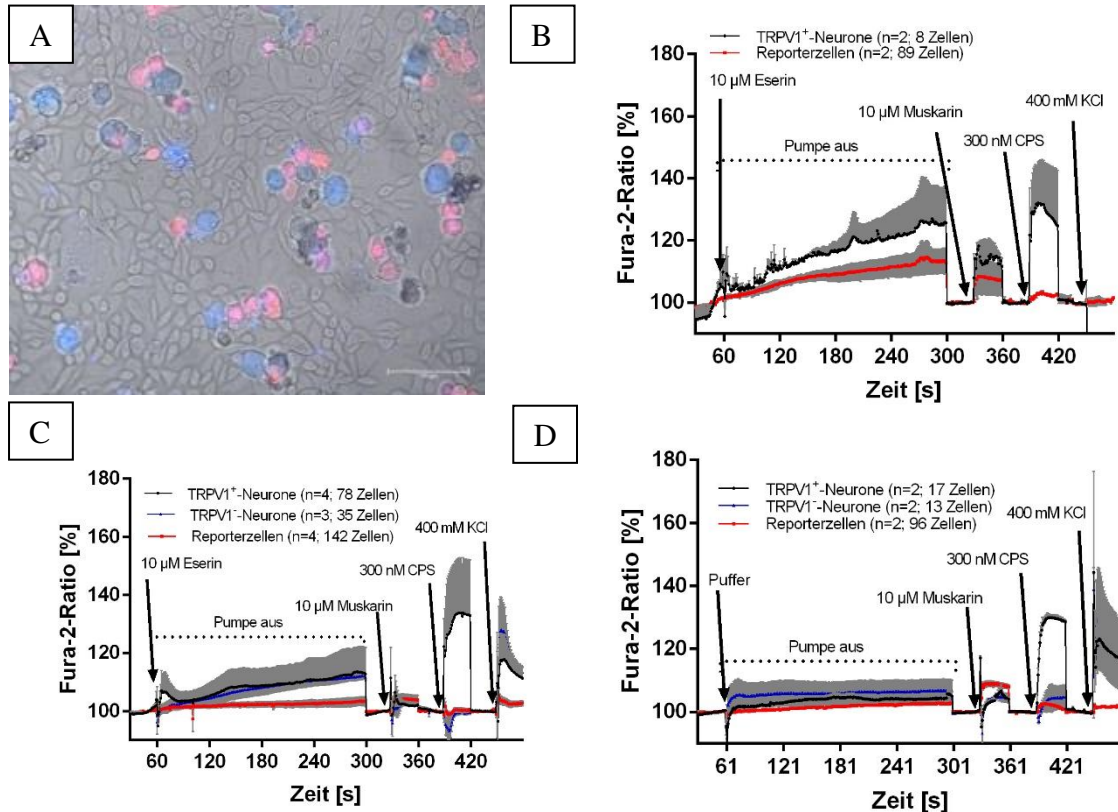 A
B
TRPV1⁺-Neurone (n=2; 8 Zellen)
Reporterzellen (n=2; 89 Zellen)
10 µM Eserin
10 µM Muskarin
400 mM KCl
300 nM CPS
Pumpe aus
180
160
140
120
100
Fura-2-Ratio [%]
60 120 180 240 300 360 420
Zeit [s]
C
TRPV1⁺-Neurone (n=4; 78 Zellen)
TRPV1⁻-Neurone (n=3; 35 Zellen)
Reporterzellen (n=4; 142 Zellen)
400 mM KCl
10 µM Eserin
300 nM CPS
10 µM Muskarin
Pumpe aus
180
160
140
120
100
Fura-2-Ratio [%]
60 120 180 240 300 360 420
Zeit [s]
D
TRPV1⁺-Neurone (n=2; 17 Zellen)
TRPV1⁻-Neurone (n=2; 13 Zellen)
Reporterzellen (n=2; 96 Zellen)
400 mM KCl
300 nM CPS
Puffer
10 µM Muskarin
Pumpe aus
180
160
140
120
100
Fura-2-Ratio [%]
61 121 181 241 301 361 421
Zeit [s]